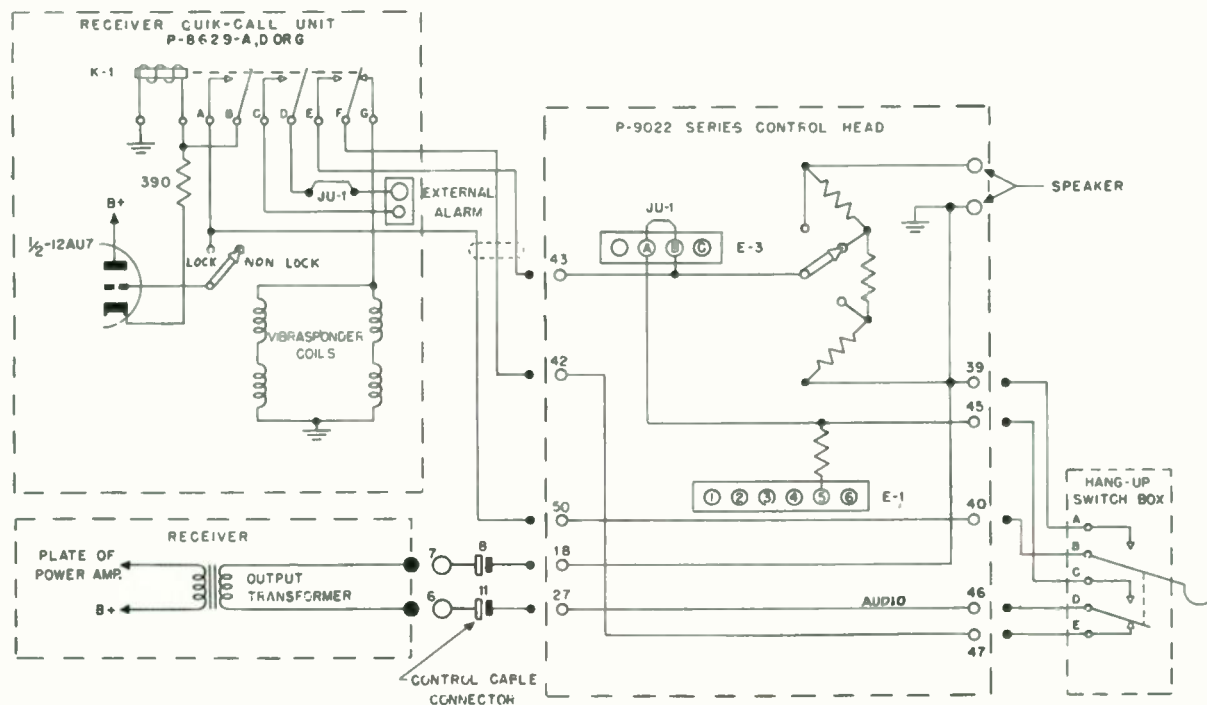 RECEIVER QUIK-CALL UNIT
P-8629-A,D ORG
K-1
A
B
C
D
E
F
G
390
B+
½-12AU7
LOCK
NON LOCK
JU-1
EXTERNAL
ALARM
VIBRASPONDER
COILS
P-9022 SERIES CONTROL HEAD
SPEAKER
JU-1
A
B
C
E-3
43
42
39
45
1
2
3
4
5
6
E-1
50
40
18
27
AUDIO
46
47
HANG-UP
SWITCH BOX
A
B
C
D
E
RECEIVER
PLATE OF
POWER AMP.
B+
OUTPUT
TRANSFORMER
7
8
6
11
CONTROL CABLE
CONNECTOR